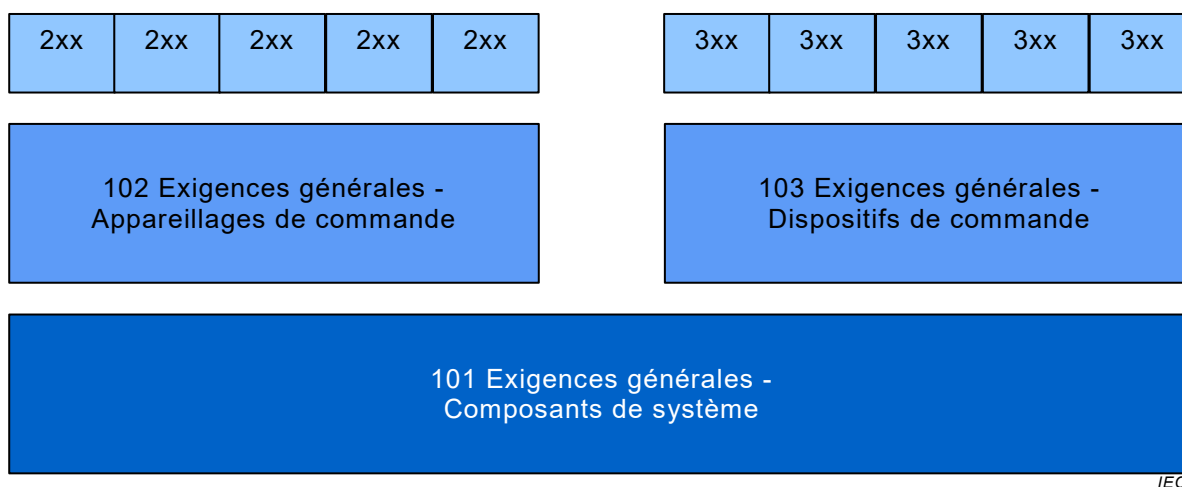 2xx 2xx 2xx 2xx 2xx 3xx 3xx 3xx 3xx 3xx
102 Exigences générales -
Appareillages de commande
103 Exigences générales -
Dispositifs de commande
101 Exigences générales -
Composants de système
IEC